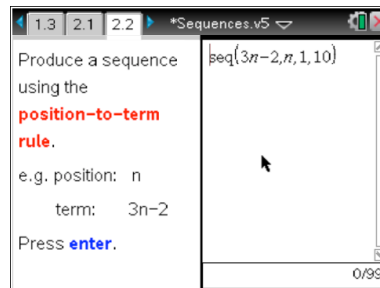 1.3 2.1 2.2 *Sequences.v5
Produce a sequence
using the
position-to-term
rule.
e.g. position: n
term: 3n-2
Press enter.
seq(3n-2,n,1,10)
0/99